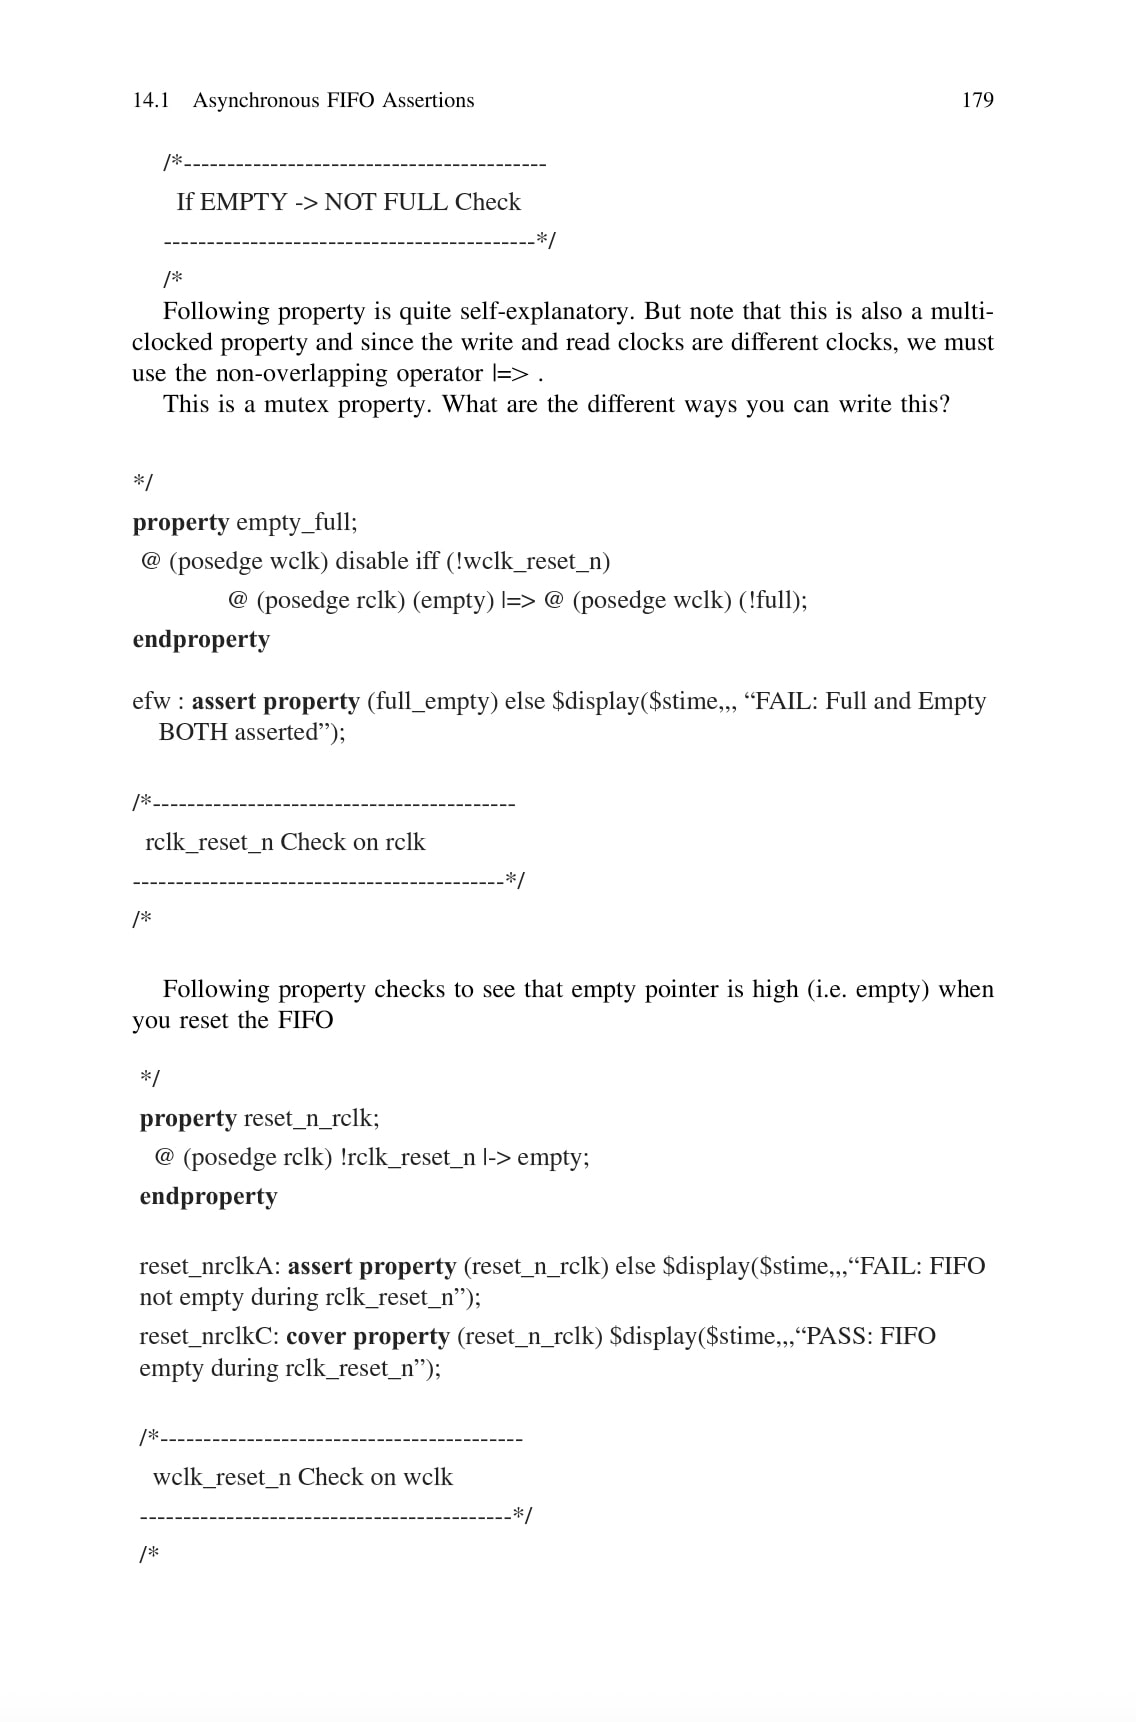 14.1 Asynchronous FIFO Assertions 179
/*------------------------------------------
If EMPTY -> NOT FULL Check
-------------------------------------------*/
/*
Following property is quite self-explanatory. But note that this is also a multi-
clocked property and since the write and read clocks are different clocks, we must
use the non-overlapping operator |=> .
This is a mutex property. What are the different ways you can write this?
*/
property empty_full;
@ (posedge wclk) disable iff (!wclk_reset_n)
@ (posedge rclk) (empty) |=> @ (posedge wclk) (!full);
endproperty
efw : assert property (full_empty) else $display($stime,,, “FAIL: Full and Empty
BOTH asserted”);
/*------------------------------------------
rclk_reset_n Check on rclk
-------------------------------------------*/
/*
Following property checks to see that empty pointer is high (i.e. empty) when
you reset the FIFO
*/
property reset_n_rclk;
@ (posedge rclk) !rclk_reset_n |-> empty;
endproperty
reset_nrclkA: assert property (reset_n_rclk) else $display($stime,,,“FAIL: FIFO
not empty during rclk_reset_n”);
reset_nrclkC: cover property (reset_n_rclk) $display($stime,,,“PASS: FIFO
empty during rclk_reset_n”);
/*------------------------------------------
wclk_reset_n Check on wclk
-------------------------------------------*/
/*